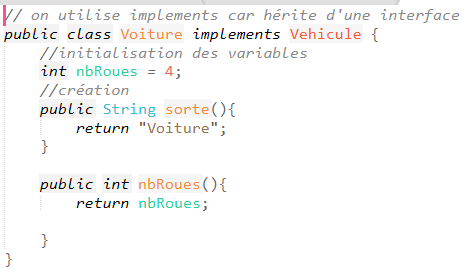 // on utilise implements car hérite d'une interface
public class Voiture implements Vehicule {
    //initialisation des variables
    int nbRoues = 4;
    //création
    public String sorte(){
        return "Voiture";
    }

    public int nbRoues(){
        return nbRoues;

    }
}